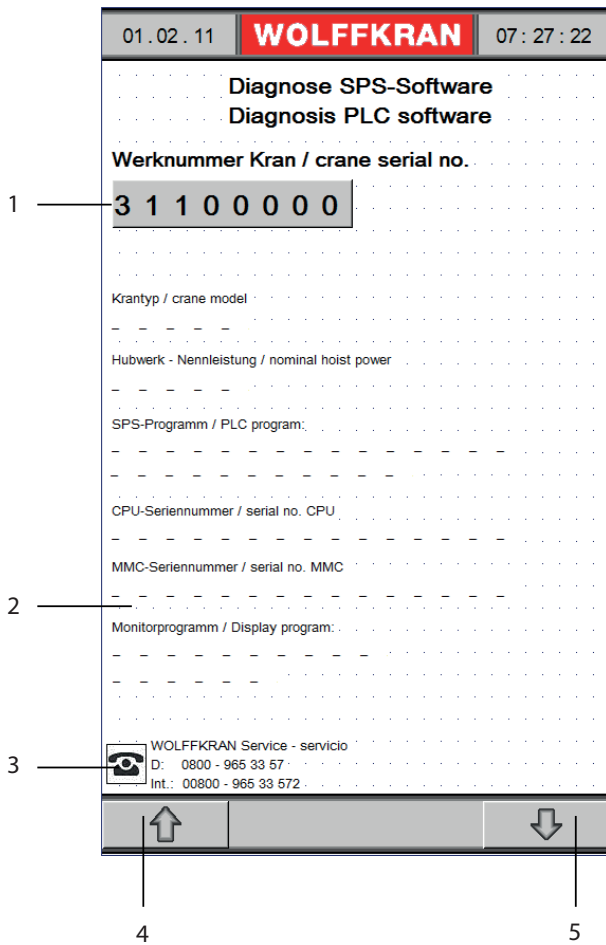 01.02.11 WOLFFKRAN 07:27:22
Diagnose SPS-Software
Diagnosis PLC software
Werknummer Kran / crane serial no.
1 31100000
Krantyp / crane model
_ _ _ _ _
Hubwerk - Nennleistung / nominal hoist power
_ _ _ _ _
SPS-Programm / PLC program:
_ _ _ _ _ _ _ _ _ _ _ _ _ _ _
_ _ _ _ _ _ _ _ _ _ _
CPU-Seriennummer / serial no. CPU
_ _ _ _ _ _ _ _ _ _ _ _ _ _ _
MMC-Seriennummer / serial no. MMC
_ _ _ _ _ _ _ _ _ _ _ _ _ _ _
2
Monitorprogramm / Display program:
_ _ _ _ _ _ _ _ _ _
_ _ _ _ _ _
WOLFFKRAN Service - servicio
3 D: 0800 - 965 33 57
Int.: 00800 - 965 33 572
4 5